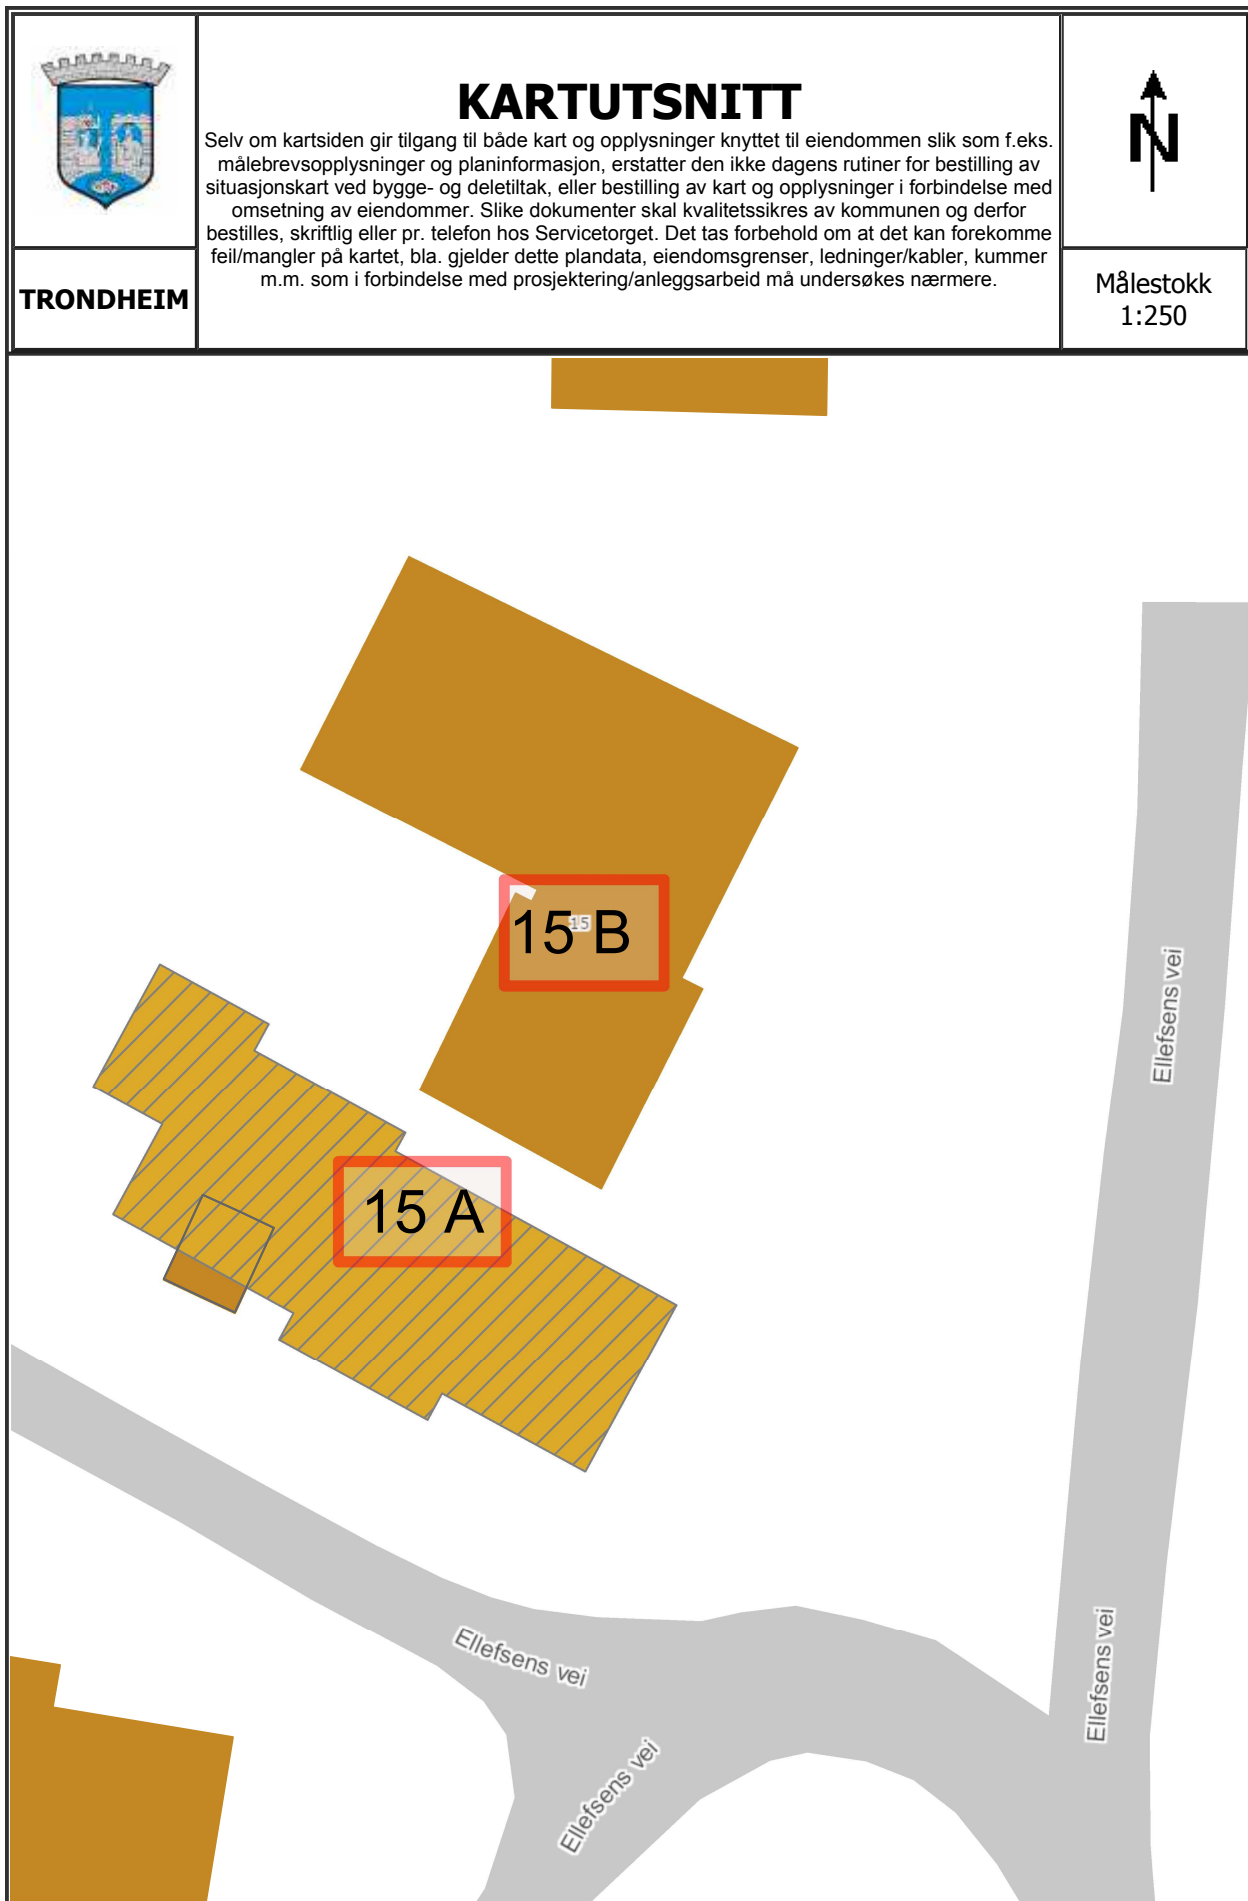 KARTUTSNITT
Selv om kartsiden gir tilgang til både kart og opplysninger knyttet til eiendommen slik som f.eks.
målebrevsopplysninger og planinformasjon, erstatter den ikke dagens rutiner for bestilling av
situasjonskart ved bygge- og deletiltak, eller bestilling av kart og opplysninger i forbindelse med
omsetning av eiendommer. Slike dokumenter skal kvalitetssikres av kommunen og derfor
bestilles, skriftlig eller pr. telefon hos Servicetorget. Det tas forbehold om at det kan forekomme
feil/mangler på kartet, bla. gjelder dette plandata, eiendomsgrenser, ledninger/kabler, kummer
m.m. som i forbindelse med prosjektering/anleggsarbeid må undersøkes nærmere.
TRONDHEIM
N
Målestokk
1:250
15 B
15
15 A
Ellefsens vei
Ellefsens vei
Ellefsens vei
Ellefsens vei